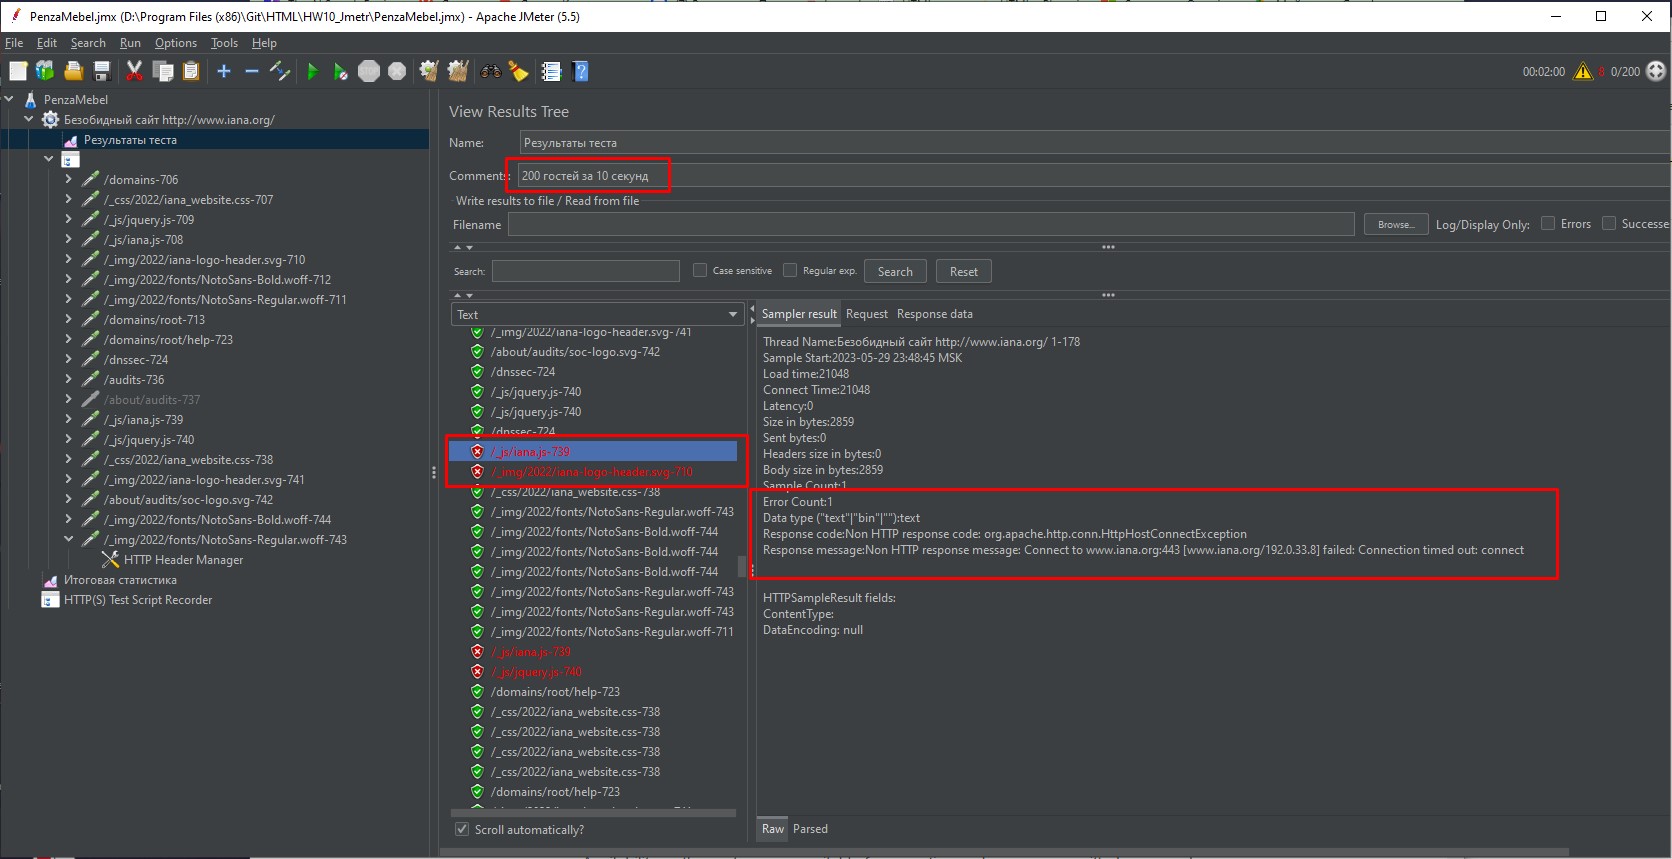 PenzaMebel.jmx (D:\Program Files (x86)\Git\HTML\HW10_Jmetr\PenzaMebel.jmx) - Apache JMeter (5.5)
File Edit Search Run Options Tools Help
00:02:00 8 0/200
PenzaMebel
Безобидный сайт http://www.iana.org/
Результаты теста
/domains-706
/_css/2022/iana_website.css-707
/_js/jquery.js-709
/_js/iana.js-708
/_img/2022/iana-logo-header.svg-710
/_img/2022/fonts/NotoSans-Bold.woff-712
/_img/2022/fonts/NotoSans-Regular.woff-711
/domains/root-713
/domains/root/help-723
/dnssec-724
/audits-736
/about/audits-737
/_js/iana.js-739
/_js/jquery.js-740
/_css/2022/iana_website.css-738
/_img/2022/iana-logo-header.svg-741
/about/audits/soc-logo.svg-742
/_img/2022/fonts/NotoSans-Bold.woff-744
/_img/2022/fonts/NotoSans-Regular.woff-743
HTTP Header Manager
Итоговая статистика
HTTP(S) Test Script Recorder
View Results Tree
Name: Результаты теста
Comments: 200 гостей за 10 секунд
Write results to file / Read from file
Filename Browse... Log/Display Only: Errors Successe
Search: Case sensitive Regular exp. Search Reset
Text
/_img/2022/iana-logo-header.svg-741
/about/audits/soc-logo.svg-742
/dnssec-724
/_js/jquery.js-740
/_js/jquery.js-740
/dnssec-724
/_js/iana.js-739
/_img/2022/iana-logo-header.svg-710
/_css/2022/iana_website.css-738
/_img/2022/fonts/NotoSans-Regular.woff-743
/_img/2022/fonts/NotoSans-Bold.woff-744
/_img/2022/fonts/NotoSans-Bold.woff-744
/_img/2022/fonts/NotoSans-Bold.woff-744
/_img/2022/fonts/NotoSans-Regular.woff-743
/_img/2022/fonts/NotoSans-Regular.woff-743
/_img/2022/fonts/NotoSans-Regular.woff-711
/_js/iana.js-739
/_js/jquery.js-740
/domains/root/help-723
/_css/2022/iana_website.css-738
/_css/2022/iana_website.css-738
/_css/2022/iana_website.css-738
/_css/2022/iana_website.css-738
/domains/root/help-723
Scroll automatically?
Sampler result Request Response data
Thread Name:Безобидный сайт http://www.iana.org/ 1-178
Sample Start:2023-05-29 23:48:45 MSK
Load time:21048
Connect Time:21048
Latency:0
Size in bytes:2859
Sent bytes:0
Headers size in bytes:0
Body size in bytes:2859
Sample Count:1
Error Count:1
Data type ("text"|"bin"|""):text
Response code:Non HTTP response code: org.apache.http.conn.HttpHostConnectException
Response message:Non HTTP response message: Connect to www.iana.org:443 [www.iana.org/192.0.33.8] failed: Connection timed out: connect
HTTPSampleResult fields:
ContentType:
DataEncoding: null
Raw Parsed